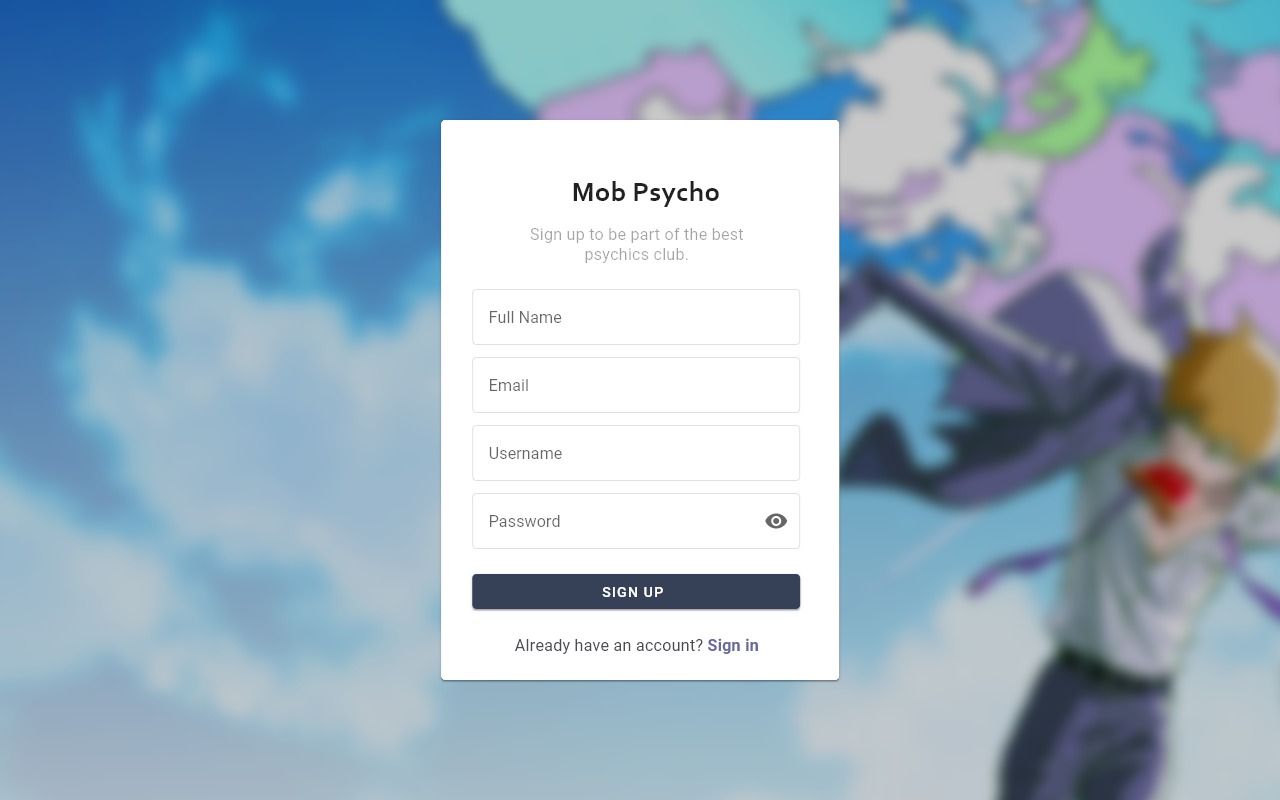 Mob Psycho
Sign up to be part of the best
psychics club.
Full Name
Email
Username
Password
SIGN UP
Already have an account? Sign in